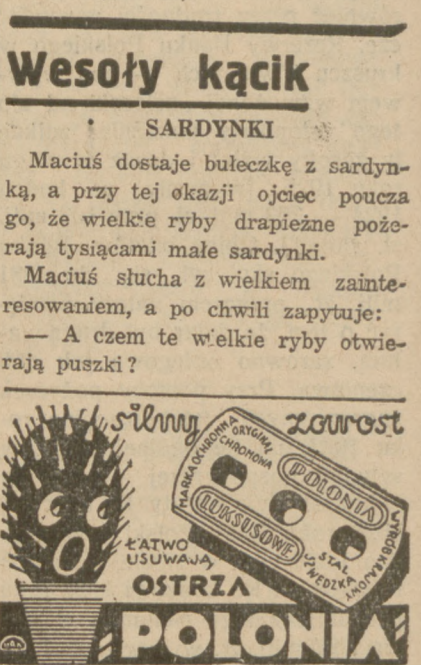 Wesoły kącik
SARDYNKI
Maciuś dostaje bułeczkę z sardyn-
ką, a przy tej okazji ojciec poucza
go, że wielkie ryby drapieżne poże-
rają tysiącami małe sardynki.
Maciuś słucha z wielkiem zainte-
resowaniem, a po chwili zapytuje:
— A czem te wielkie ryby otwie-
rają puszki?
silny zarost
MARKA OCHRONNA
ORYGINAŁ
CHROMOWA
POLONIA
LUKSUSOWE
STAL
SZWEDZKA
WYRÓB KRAJOWY
ŁATWO
USUWAJĄ
OSTRZA
"POLONIA"